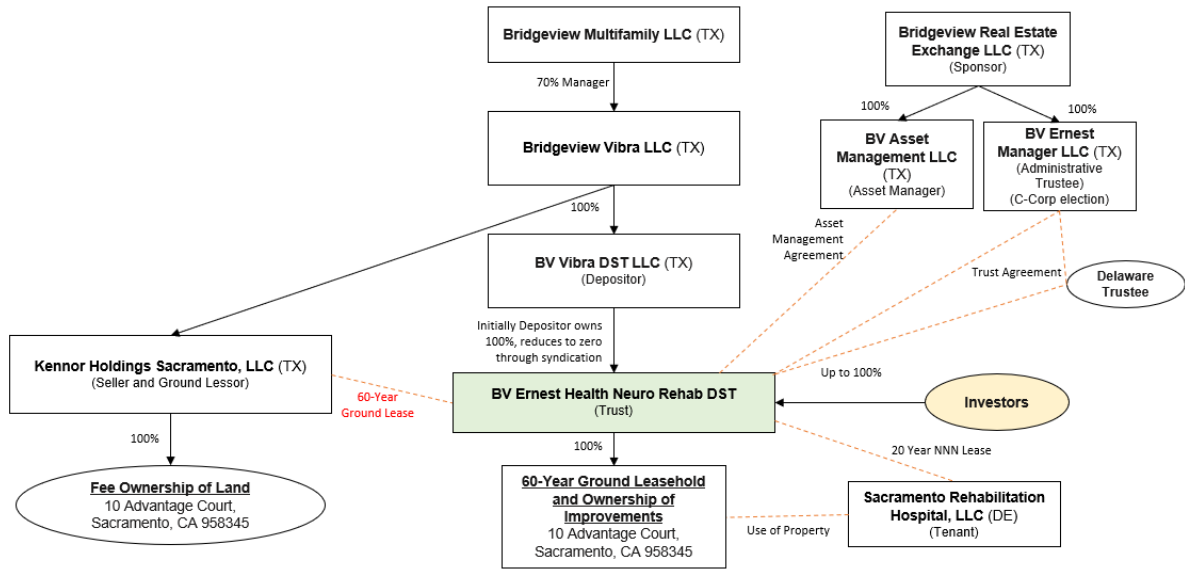 Bridgeview Multifamily LLC (TX)
Bridgeview Real Estate
Exchange LLC (TX)
(Sponsor)
70% Manager
100%
100%
Bridgeview Vibra LLC (TX)
BV Asset
Management LLC
(TX)
(Asset Manager)
BV Ernest
Manager LLC (TX)
(Administrative
Trustee)
(C-Corp election)
100%
Asset
Management
Agreement
BV Vibra DST LLC (TX)
(Depositor)
Trust Agreement
Delaware
Trustee
Initially Depositor owns
100%, reduces to zero
through syndication
Kennor Holdings Sacramento, LLC (TX)
(Seller and Ground Lessor)
60-Year
Ground Lease
BV Ernest Health Neuro Rehab DST
(Trust)
Up to 100%
Investors
100%
100%
20 Year NNN Lease
Fee Ownership of Land
10 Advantage Court,
Sacramento, CA 958345
60-Year Ground Leasehold
and Ownership of
Improvements
10 Advantage Court,
Sacramento, CA 958345
Use of Property
Sacramento Rehabilitation
Hospital, LLC (DE)
(Tenant)